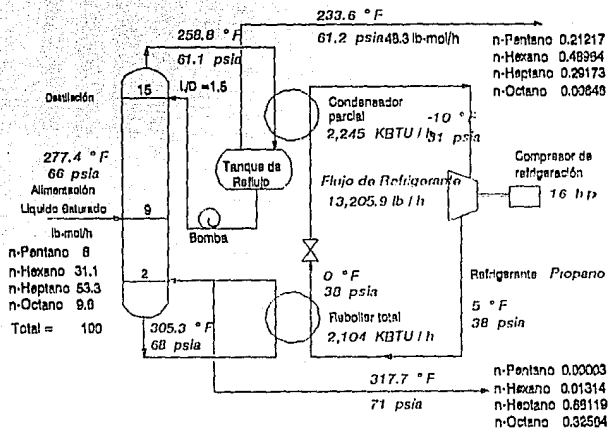 233.6 ° F
61.2 psia 48.3 lb-mol/h
n-Pentano 0.21217
n-Hexano 0.48964
n-Heptano 0.29173
n-Octano 0.00646
258.8 ° F
61.1 psia
L/D =1.5
15
Destilación
Condensador parcial
2,245 KBTU / h
-10 ° F
31 psia
277.4 ° F
66 psia
Alimentación
Líquido Saturado
9
lb-mol/h
n-Pentano 6
n-Hexano 31.1
n-Heptano 53.3
n-Octano 9.6
Total = 100
2
Tanque de Reflujo
Bomba
Flujo de Refrigerante
13,205.9 lb / h
Compresor de refrigeración
16 hp
0 ° F
38 psia
Refrigerante Propano
5 ° F
38 psia
Reboiler total
2,104 KBTU / h
305.3 ° F
68 psia
317.7 ° F
71 psia
n-Pentano 0.00003
n-Hexano 0.01314
n-Heptano 0.66119
n-Octano 0.32564